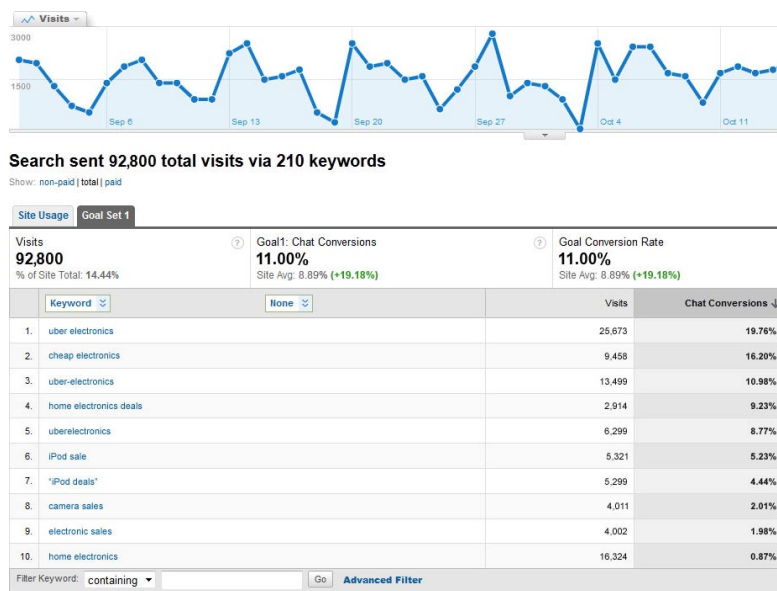 Visits
3000
1500
Sep 6 Sep 13 Sep 20 Sep 27 Oct 4 Oct 11
Search sent 92,800 total visits via 210 keywords
Show: non-paid | total | paid
Site Usage Goal Set 1
Visits ? Goal1: Chat Conversions ? Goal Conversion Rate
92,800 11.00% 11.00%
% of Site Total: 14.44% Site Avg: 8.89% (+19.18%) Site Avg: 8.89% (+19.18%)
Keyword None Visits Chat Conversions ↓
1. uber electronics 25,673 19.76%
2. cheap electronics 9,458 16.20%
3. uber-electronics 13,499 10.98%
4. home electronics deals 2,914 9.23%
5. uberelectronics 6,299 8.77%
6. iPod sale 5,321 5.23%
7. "iPod deals" 5,299 4.44%
8. camera sales 4,011 2.01%
9. electronic sales 4,002 1.98%
10. home electronics 16,324 0.87%
Filter Keyword: containing Go Advanced Filter